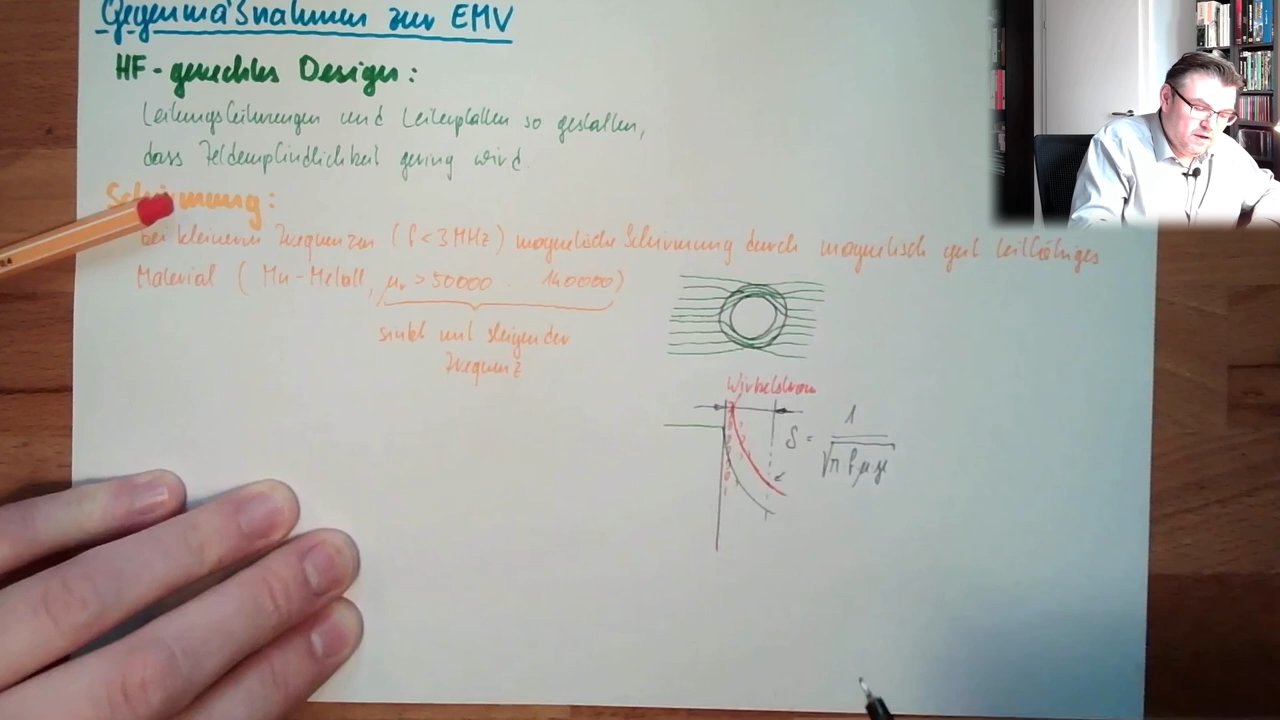 Gegenmaßnahmen zur EMV
HF-gerechtes Design:
Leitungsführungen und Leiterplatten so gestalten,
dass Feldempfindlichkeit gering wird.
Schirmung:
bei kleinen Frequenzen (f < 3 MHz) magnetische Schirmung durch magnetisch gut leitfähiges
Material (Mu-Metall, μr > 50000 . 140000)
sinkt mit steigender
Frequenz
Wirbelstrom
δ = 1 / √π f μ ϰ